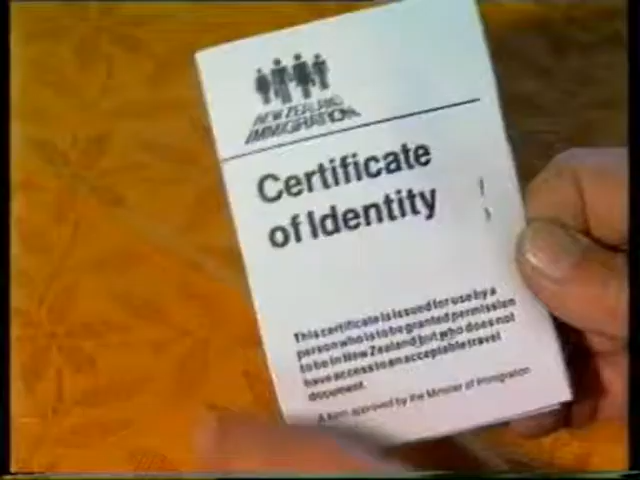 NEW ZEALAND
IMMIGRATION
Certificate
of Identity
This certificate is issued for use by a
person who is to be granted permission
to be in New Zealand but who does not
have access to an acceptable travel
document.
A form approved by the Minister of Immigration